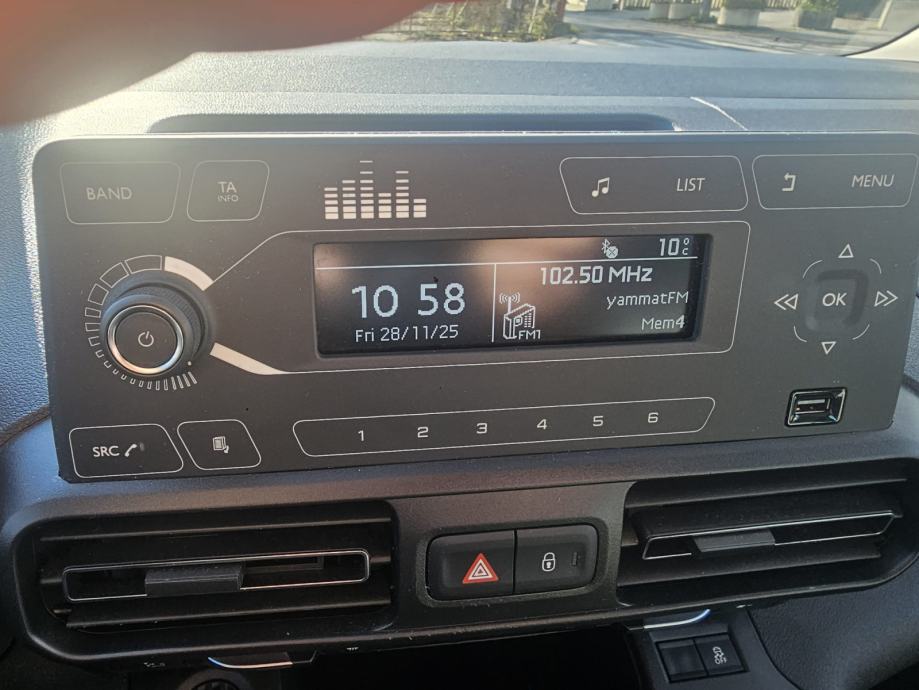 BAND
TA
INFO
LIST
MENU
10°C
10 58
Fri 28/11/25
102.50 MHz
yammatFM
FM1
Mem4
OK
SRC
1 2 3 4 5 6
OFF